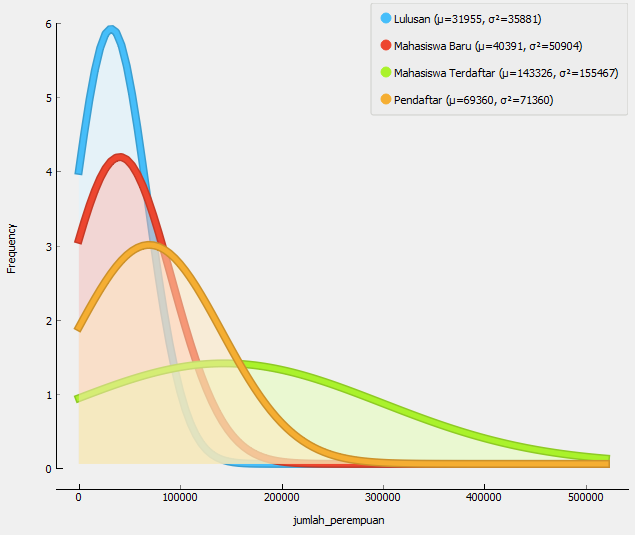 Lulusan (μ=31955, σ²=35881)
Mahasiswa Baru (μ=40391, σ²=50904)
Mahasiswa Terdaftar (μ=143326, σ²=155467)
Pendaftar (μ=69360, σ²=71360)
6
5
4
3
2
1
0
Frequency
0 100000 200000 300000 400000 500000
jumlah_perempuan